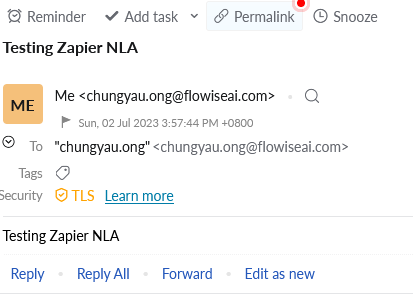 Reminder Add task Permalink Snooze
Testing Zapier NLA
ME Me <chungyau.ong@flowiseai.com>
Sun, 02 Jul 2023 3:57:44 PM +0800
To "chungyau.ong" <chungyau.ong@flowiseai.com>
Tags
Security TLS Learn more
Testing Zapier NLA
Reply Reply All Forward Edit as new